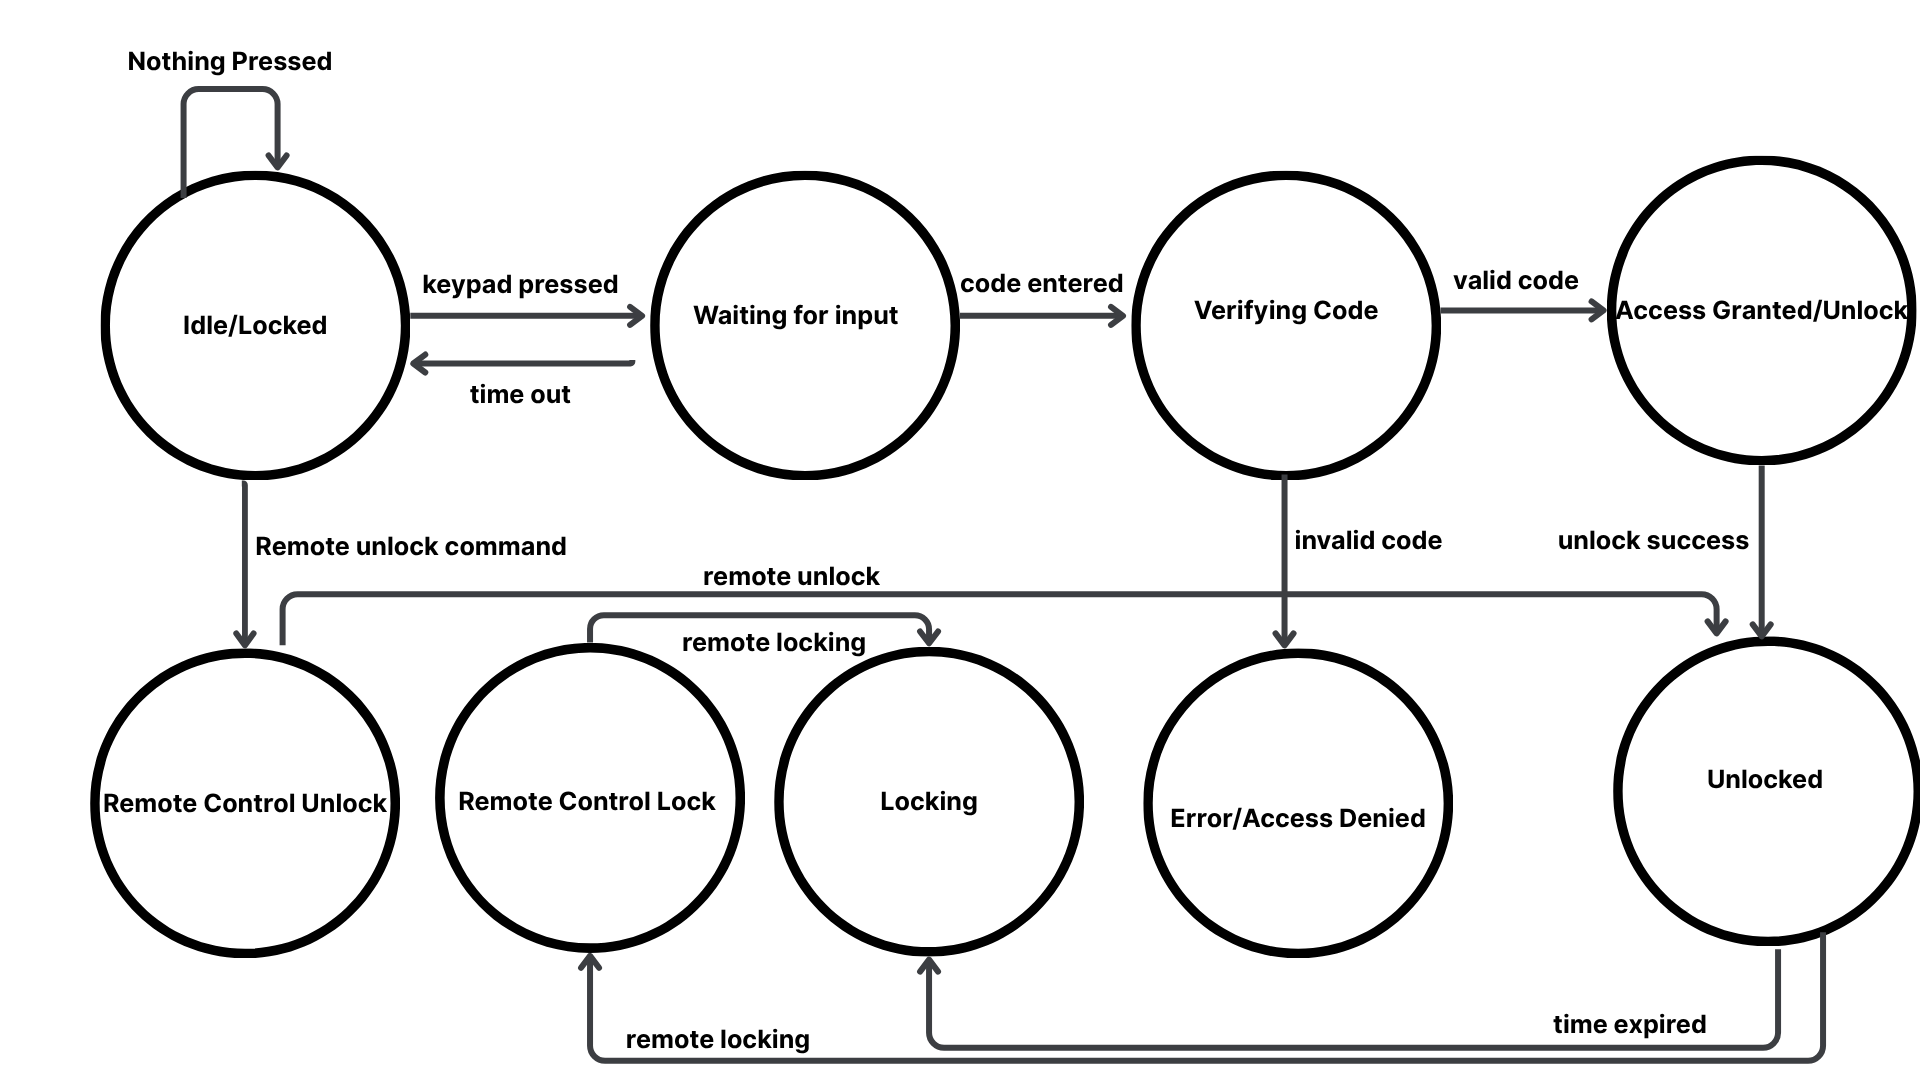 Nothing Pressed
keypad pressed
code entered
valid code
Idle/Locked
Waiting for input
Verifying Code
Access Granted/Unlock
time out
Remote unlock command
invalid code
unlock success
remote unlock
remote locking
Remote Control Unlock
Remote Control Lock
Locking
Error/Access Denied
Unlocked
time expired
remote locking